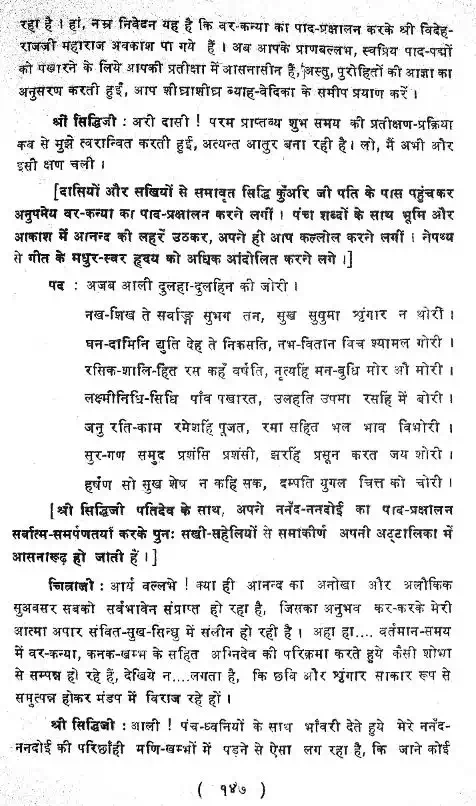 रहा है। हां, नम्र निवेदन यह है कि वर-कन्या का पाद-प्रक्षालन करके श्री विदेह-
राजजी महाराज अवकाश पा गये हैं। अब आपके प्राणबल्लभ, स्वप्रिय पाद-पद्मों
को पखारने के लिये आपकी प्रतीक्षा में आसनासीन हैं, अस्तु, पुरोहितों की आज्ञा का
अनुसरण करती हुई, आप शीघ्राशीघ्र ब्याह-वेदिका के समीप प्रयाण करें।
श्री सिद्धिजी : अरी दासी ! परम प्राप्तव्य शुभ समय की प्रतीक्षण-प्रक्रिया
कब से मुझे त्वरान्वित करती हुई, अत्यन्त आतुर बना रही है। लो, मैं अभी और
इसी क्षण चली।
[दासियों और सखियों से समावृत सिद्धि कुँअरि जी पति के पास पहुंचकर
अनुपमेय वर-कन्या का पाद-प्रक्षालन करने लगीं। पंच शब्दों के साथ भूमि और
आकाश में आनन्द की लहरें उठकर, अपने ही आप कल्लोल करने लगीं। नेपथ्य
से गीत के मधुर-स्वर हृदय को अधिक आंदोलित करने लगे।]
पद : अजब आली दुलहा-दुलहिन की जोरी।
नख-शिख ते सर्वाङ्ग सुभग तन, सुख सुषुमा श्रृंगार न थोरी।
घन-दामिनि द्युति देह ते निकसति, नभ-वितान विच श्यामल गोरी।
रसिक-शालि-हित रस कहँ वर्षति, नृत्यहिं मन-बुधि मोर औ मोरी।
लक्ष्मीनिधि-सिधि पाँव पखारत, उलहति उपमा रसहिं में बोरी।
जनु रति-काम रमेशहिं पूजत, रमा सहित भल भाव विभोरी।
सुर-गण समुद प्रशंसि प्रशंसी, झरहिं प्रसून करत जय शोरी।
हर्षण सो सुख शेष न कहि सक, दम्पति युगल चित्त को चोरी।
[श्री सिद्धिजी पतिदेव के साथ, अपने ननँद-ननदोई का पाद-प्रक्षालन
सर्वात्म-समर्पणतया करके पुनः सखी-सहेलियों से समाकीर्ण अपनी अट्टालिका में
आसनारूढ़ हो जाती हैं।]
चित्राजी : आर्य वल्लभे ! क्या ही आनन्द का अनोखा और अलौकिक
सुअवसर सबको सर्वभावेन संप्राप्त हो रहा है, जिसका अनुभव कर-करके मेरी
आत्मा अपार संवित-सुख-सिन्धु में संलीन हो रही है। अहा हा.... वर्तमान-समय
में वर-कन्या, कनक-खम्भ के सहित अग्निदेव की परिक्रमा करते हुये कैसी शोभा
से सम्पन्न हो रहे हैं, देखिये न....लगता है, कि छवि और श्रृंगार साकार रूप से
समुत्पन्न होकर मंडप में विराज रहे हों।
श्री सिद्धिजी : आली ! पंच-ध्वनियों के साथ भाँवरी देते हुये मेरे ननँद-
ननदोई की परिछाँही मणि-खम्भों में पड़ने से ऐसा लग रहा है, कि जाने कोई
( १४७ )